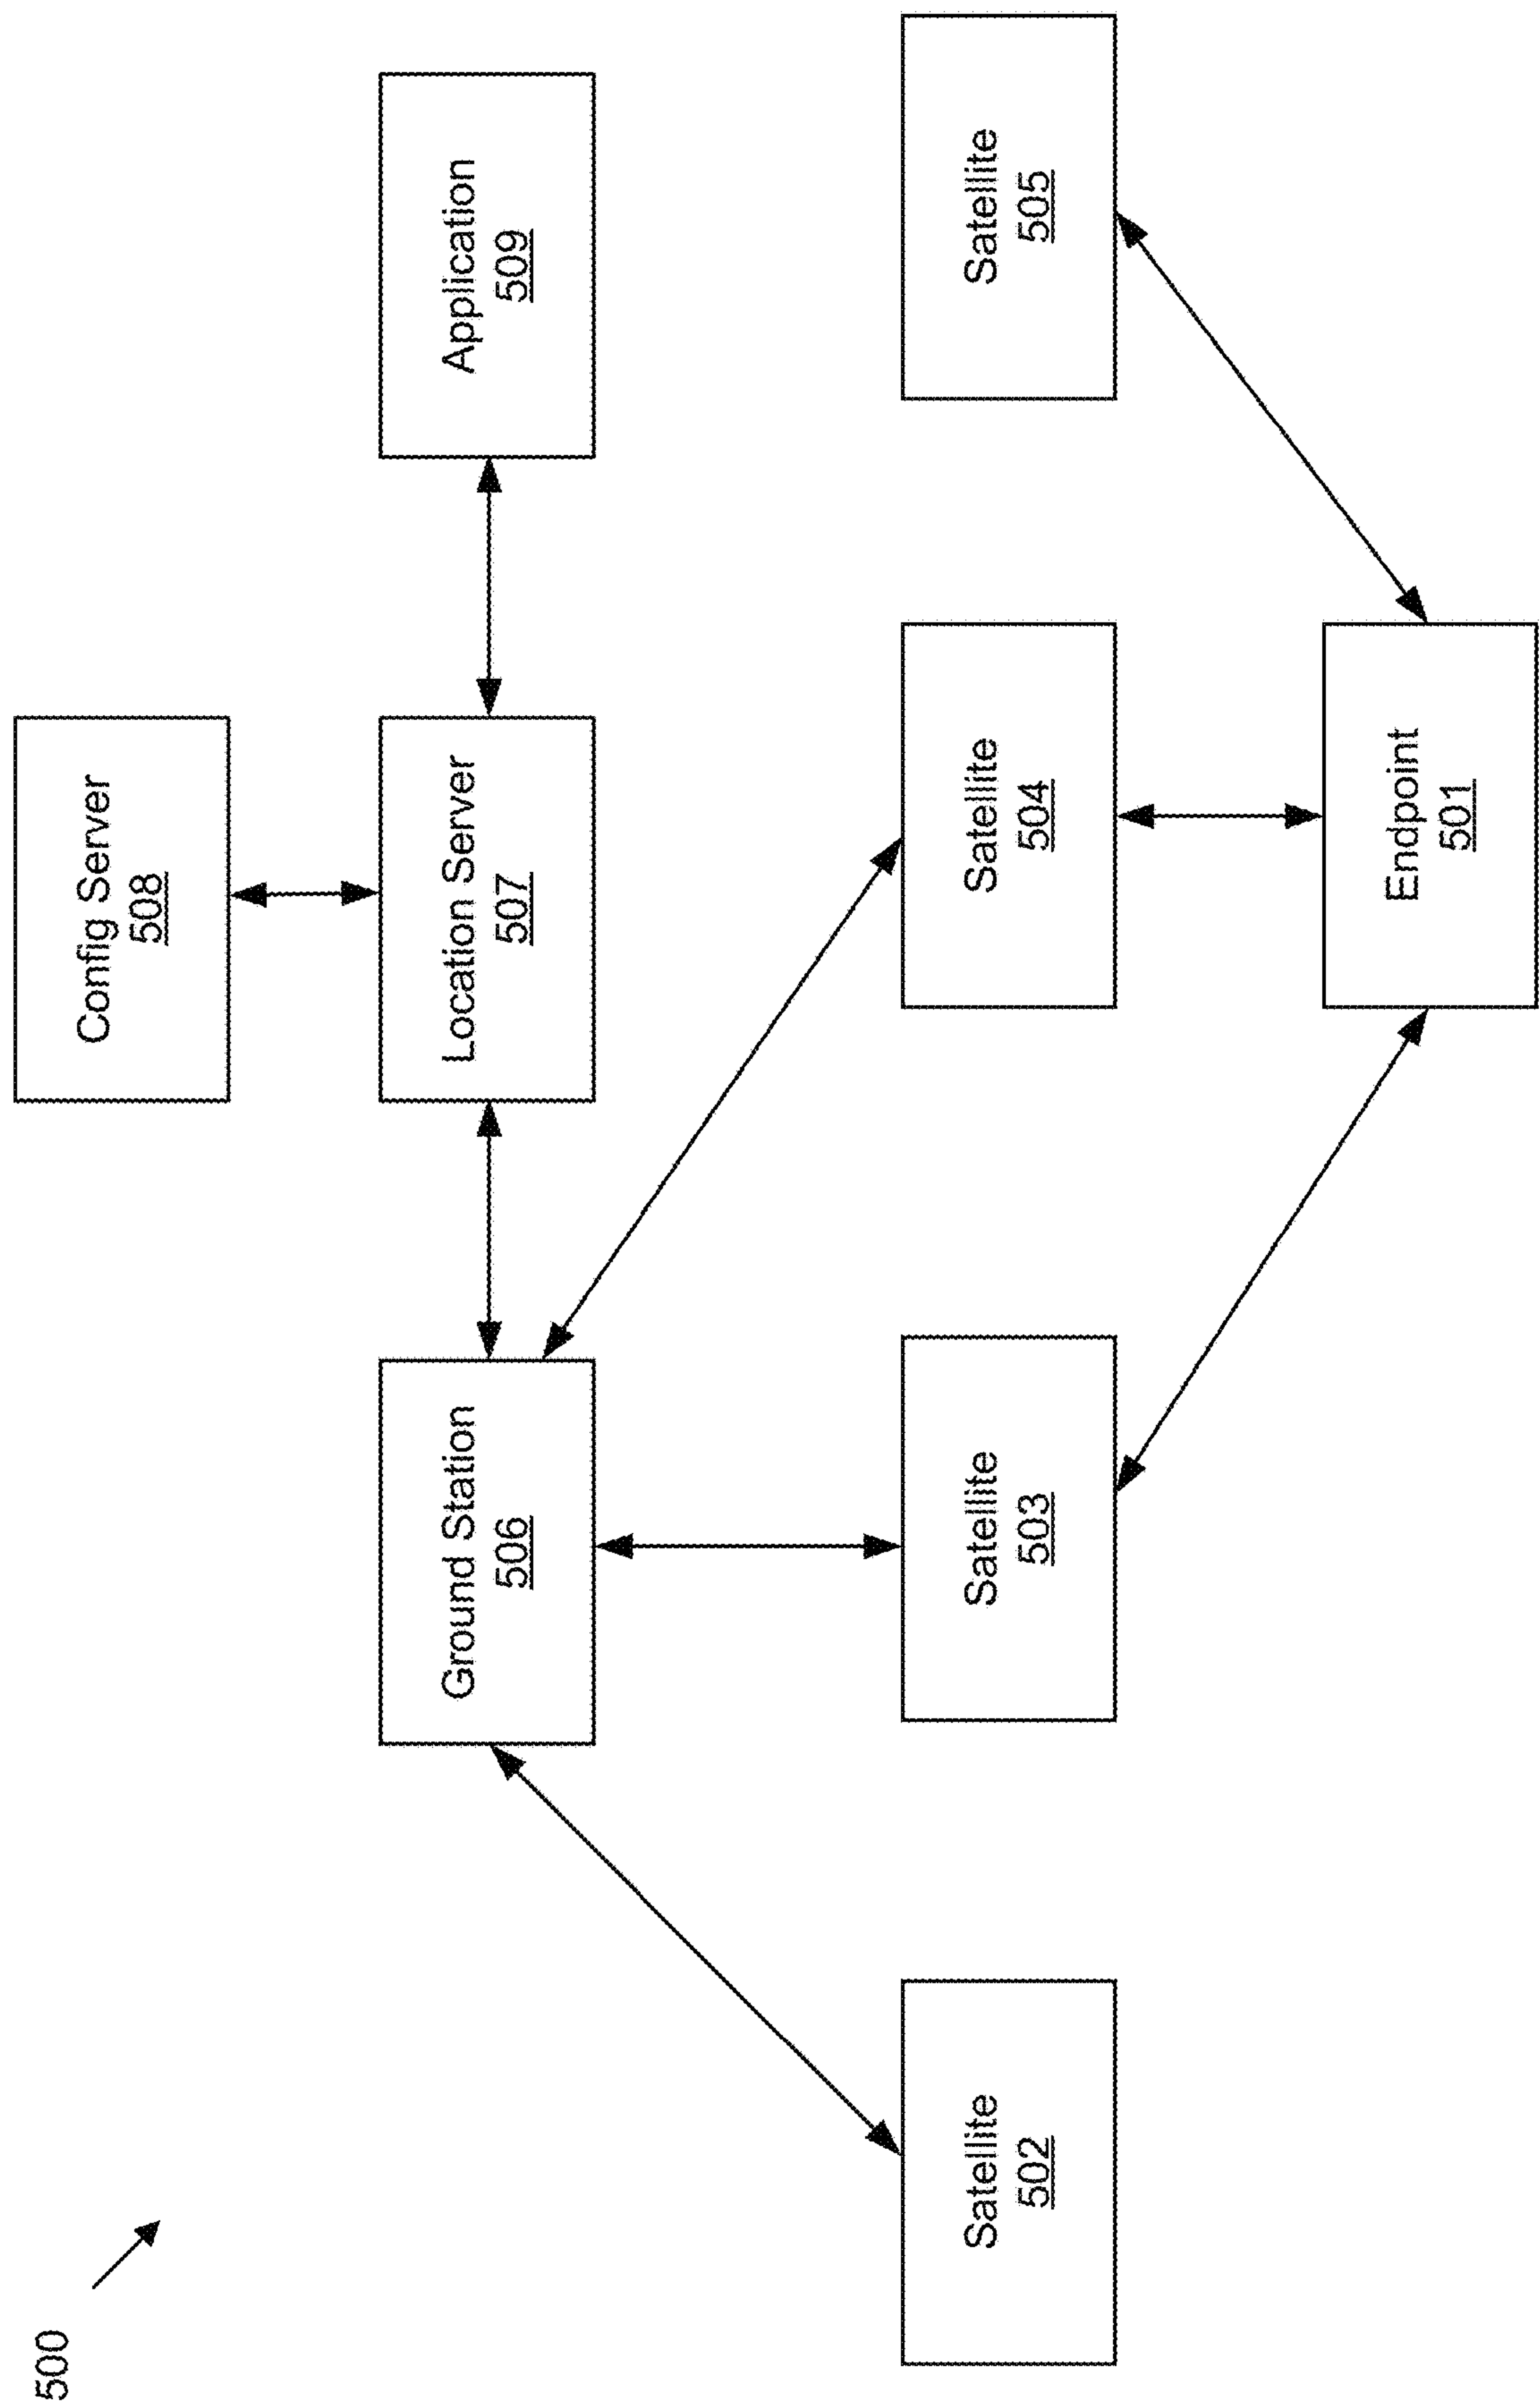 500
Config Server
508
Ground Station
506
Location Server
507
Application
509
Satellite
502
Satellite
503
Satellite
504
Satellite
505
Endpoint
501